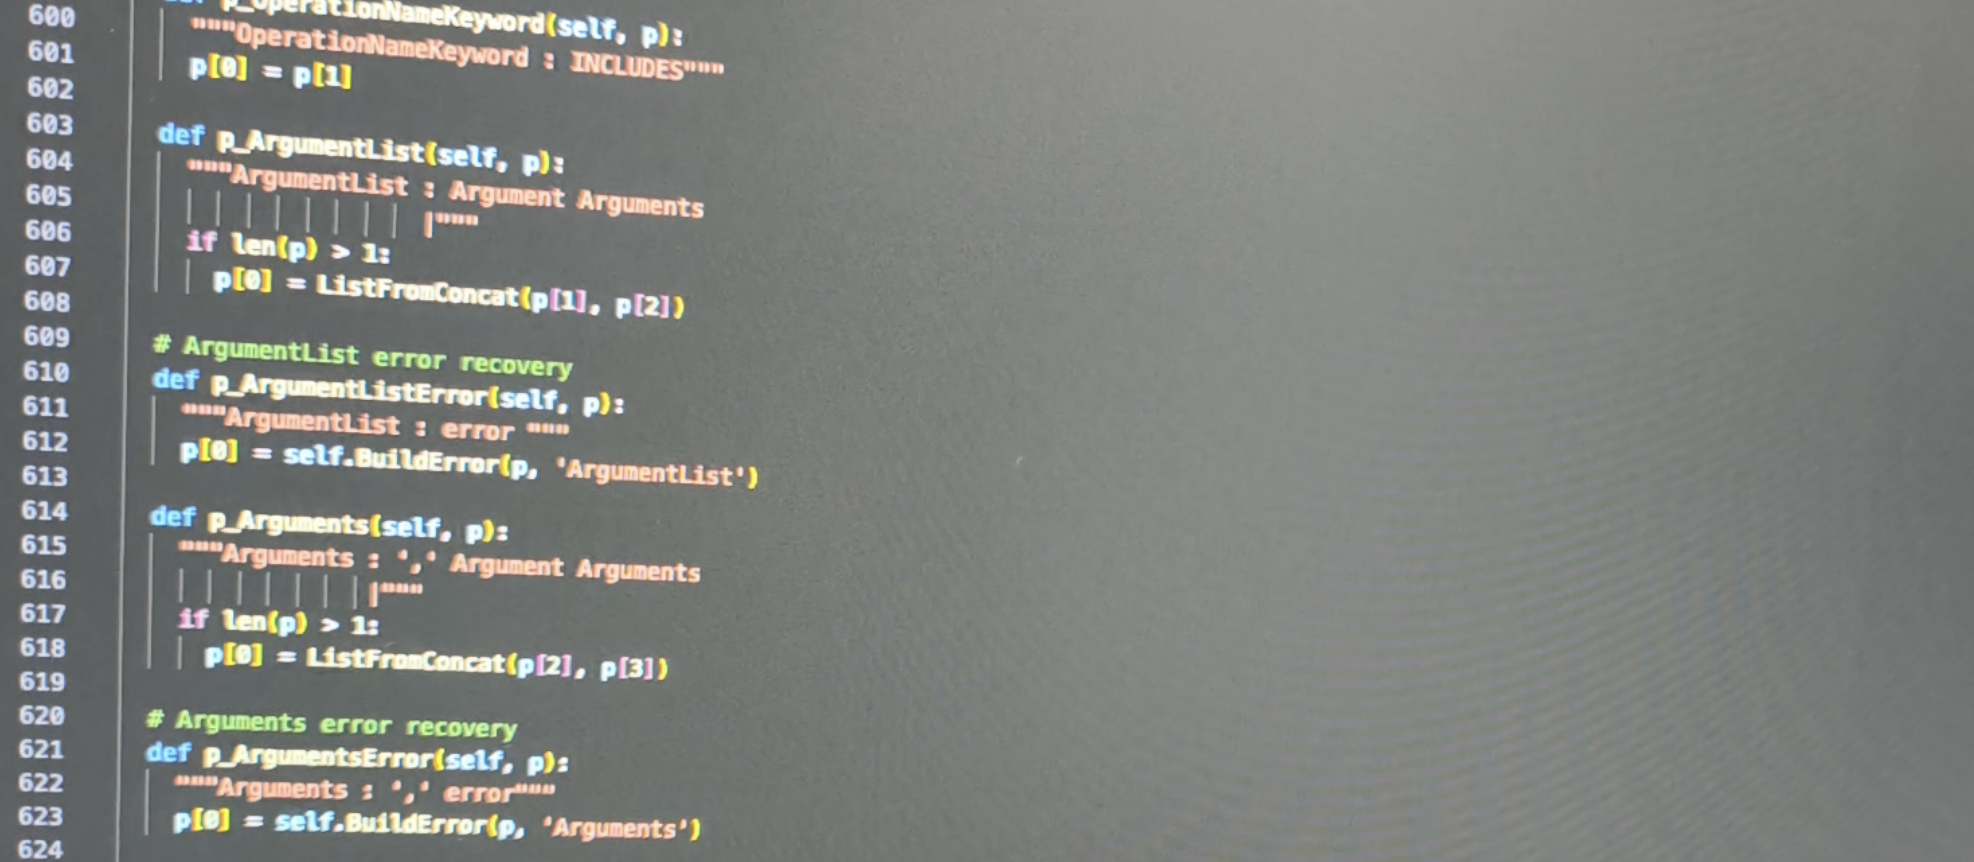 600 p_OperationNameKeyword(self, p):
601 """OperationNameKeyword : INCLUDES"""
602 p[0] = p[1]
603
604 def p_ArgumentList(self, p):
605 """ArgumentList : Argument Arguments
606 |"""
607 if len(p) > 1:
608 p[0] = ListFromConcat(p[1], p[2])
609
610 # ArgumentList error recovery
611 def p_ArgumentListError(self, p):
612 """ArgumentList : error """
613 p[0] = self.BuildError(p, 'ArgumentList')
614
615 def p_Arguments(self, p):
616 """Arguments : ',' Argument Arguments
617 |"""
618 if len(p) > 1:
619 p[0] = ListFromConcat(p[2], p[3])
620
621 # Arguments error recovery
622 def p_ArgumentsError(self, p):
623 """Arguments : ',' error"""
624 p[0] = self.BuildError(p, 'Arguments')